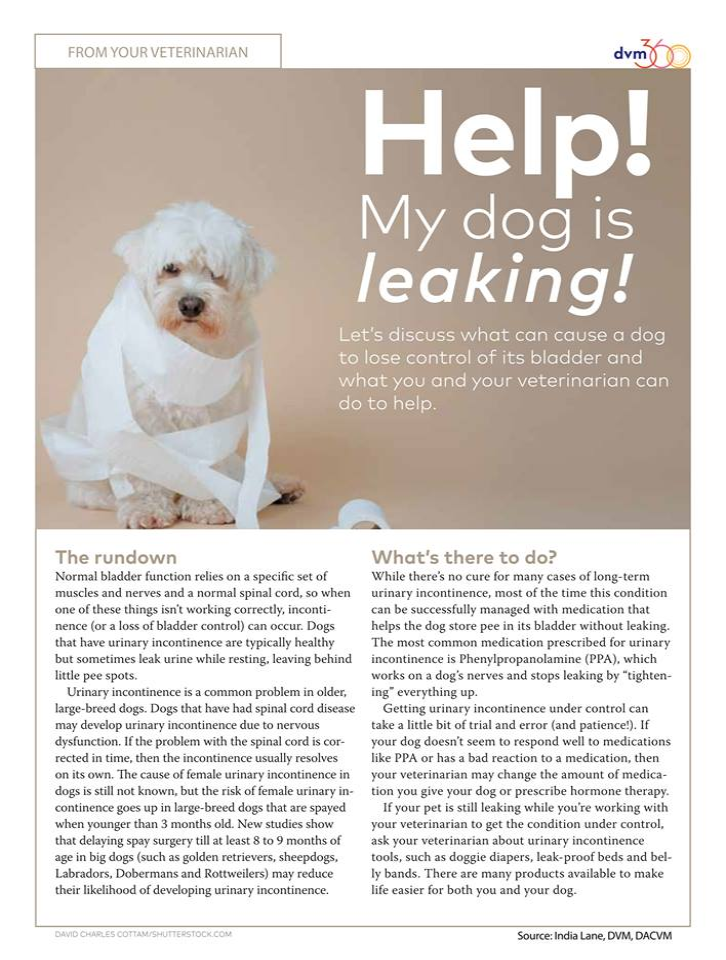 FROM YOUR VETERINARIAN
dvm360
Help!
My dog is
leaking!
Let's discuss what can cause a dog
to lose control of its bladder and
what you and your veterinarian can
do to help.
The rundown
Normal bladder function relies on a specific set of
muscles and nerves and a normal spinal cord, so when
one of these things isn't working correctly, inconti-
nence (or a loss of bladder control) can occur. Dogs
that have urinary incontinence are typically healthy
but sometimes leak urine while resting, leaving behind
little pee spots.
Urinary incontinence is a common problem in older,
large-breed dogs. Dogs that have had spinal cord disease
may develop urinary incontinence due to nervous
dysfunction. If the problem with the spinal cord is cor-
rected in time, then the incontinence usually resolves
on its own. The cause of female urinary incontinence in
dogs is still not known, but the risk of female urinary in-
continence goes up in large-breed dogs that are spayed
when younger than 3 months old. New studies show
that delaying spay surgery till at least 8 to 9 months of
age in big dogs (such as golden retrievers, sheepdogs,
Labradors, Dobermans and Rottweilers) may reduce
their likelihood of developing urinary incontinence.
What's there to do?
While there's no cure for many cases of long-term
urinary incontinence, most of the time this condition
can be successfully managed with medication that
helps the dog store pee in its bladder without leaking.
The most common medication prescribed for urinary
incontinence is Phenylpropanolamine (PPA), which
works on a dog's nerves and stops leaking by "tighten-
ing" everything up.
Getting urinary incontinence under control can
take a little bit of trial and error (and patience!). If
your dog doesn't seem to respond well to medications
like PPA or has a bad reaction to a medication, then
your veterinarian may change the amount of medica-
tion you give your dog or prescribe hormone therapy.
If your pet is still leaking while you're working with
your veterinarian to get the condition under control,
ask your veterinarian about urinary incontinence
tools, such as doggie diapers, leak-proof beds and bel-
ly bands. There are many products available to make
life easier for both you and your dog.
DAVID CHARLES COTTAM/SHUTTERSTOCK.COM
Source: India Lane, DVM, DACVM